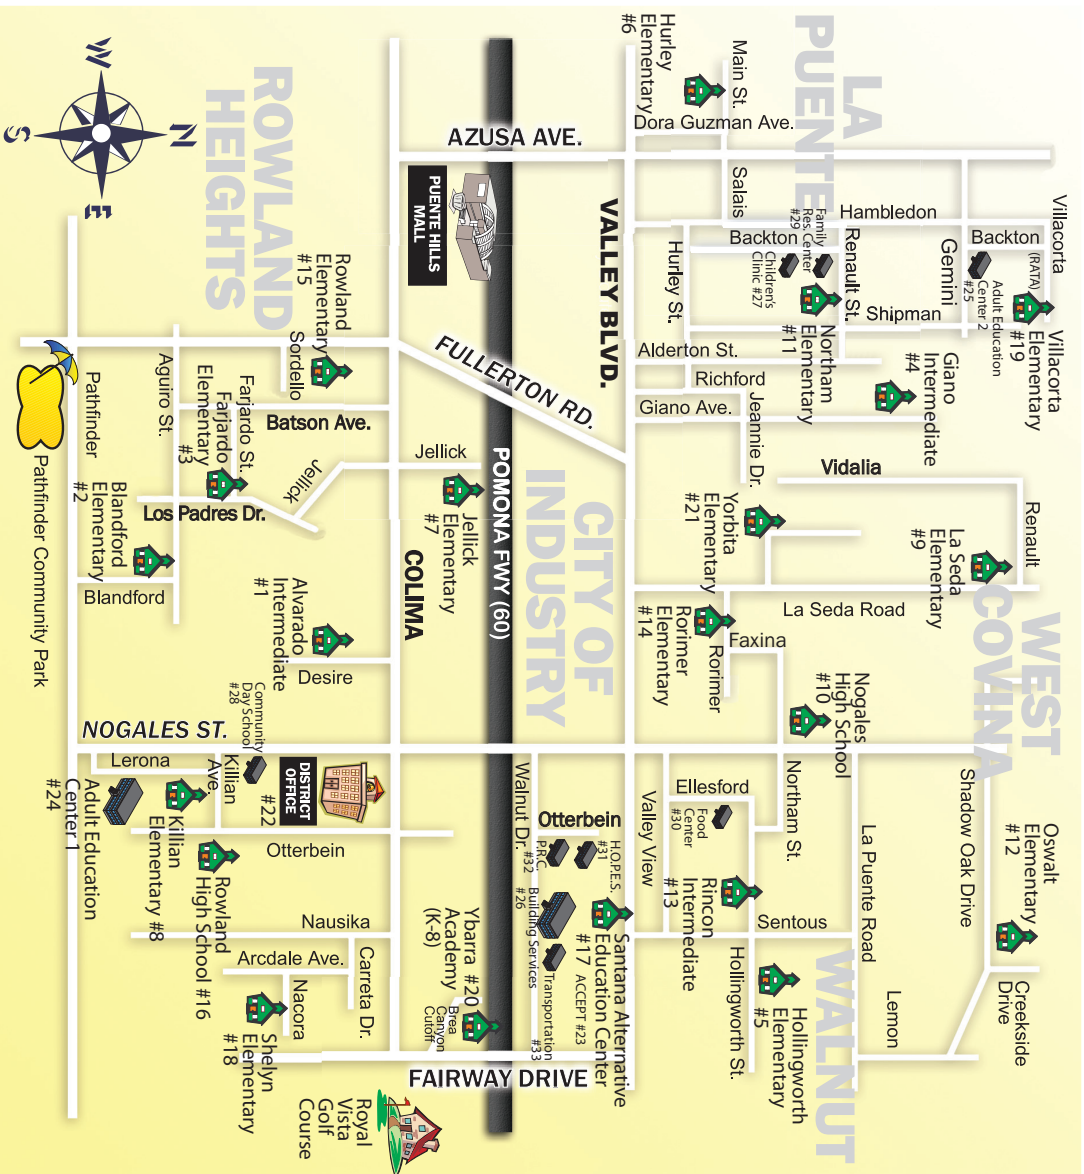 LA
PUENTE
WEST
COVINA
WALNUT
CITY OF
INDUSTRY
ROWLAND
HEIGHTS
N
S
E
W
Hurley
Elementary
#6
Main St.
Dora Guzman Ave.
AZUSA AVE.
Salais
Hambledon
Backton
Backton
Villacorta
(RATA)
Villacorta
Elementary
#19
Adult Education
Center 2
#25
Gemini
Family
Res. Center
#29
Children's
Clinic #27
Renault St.
Northam
Elementary
#11
Shipman
Hurley St.
Alderton St.
Richford
Giano Ave.
Jeannie Dr.
Giano
Intermediate
#4
VALLEY BLVD.
PUENTE HILLS
MALL
FULLERTON RD.
POMONA FWY (60)
COLIMA
Vidalia
Renault
La Seda
Elementary
#9
La Seda Road
Yorbita
Elementary
#21
Rorimer
Elementary
#14
Faxina
Rorimer
Nogales
High School
#10
Rowland
Elementary
#15
Sordello
Batson Ave.
Aguiro St.
Farjardo St.
Farjardo
Elementary
#3
Jellick
Jellick
Jellick
Elementary
#7
Los Padres Dr.
Pathfinder
Pathfinder Community Park
Blandford
Elementary
#2
Blandford
Alvarado
Intermediate
#1
Desire
NOGALES ST.
Community
Day School
#28
Lerona
Killian
Ave.
#22
DISTRICT
OFFICE
Killian
Elementary #8
Adult Education
Center 1
#24
Otterbein
Rowland
High School #16
Nausika
Arcdale Ave.
Carreta Dr.
Nacora
Shelyn
Elementary
#18
Walnut Dr.
Otterbein
H.O.P.E.S.
#31
P.R.C.
#32
Building Services
#26
Santana Alternative
Education Center
#17 ACCEPT #23
Transportation
#33
Ybarra #20
Academy
(K-8)
Brea
Canyon
Cutoff
FAIRWAY DRIVE
Royal
Vista
Golf
Course
Valley View
Ellesford
Food
Center
#30
Northam St.
Rincon
Intermediate
#13
Sentous
Hollingworth St.
Hollingworth
Elementary
#5
La Puente Road
Shadow Oak Drive
Oswalt
Elementary
#12
Creekside
Drive
Lemon